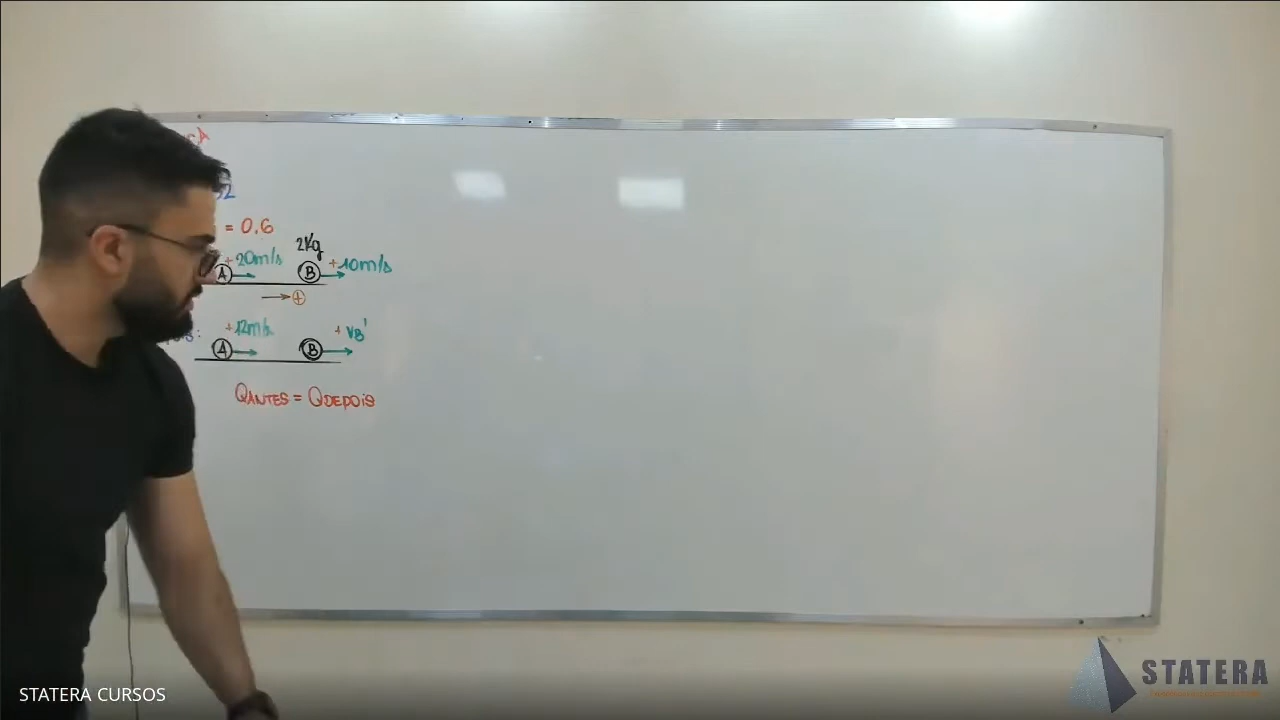 = 0.6
2Kg
+20m/s +10m/s
A B
+
+12m/s + VB'
A B
QANTES = QDEPOIS
STATERA CURSOS
STATERA